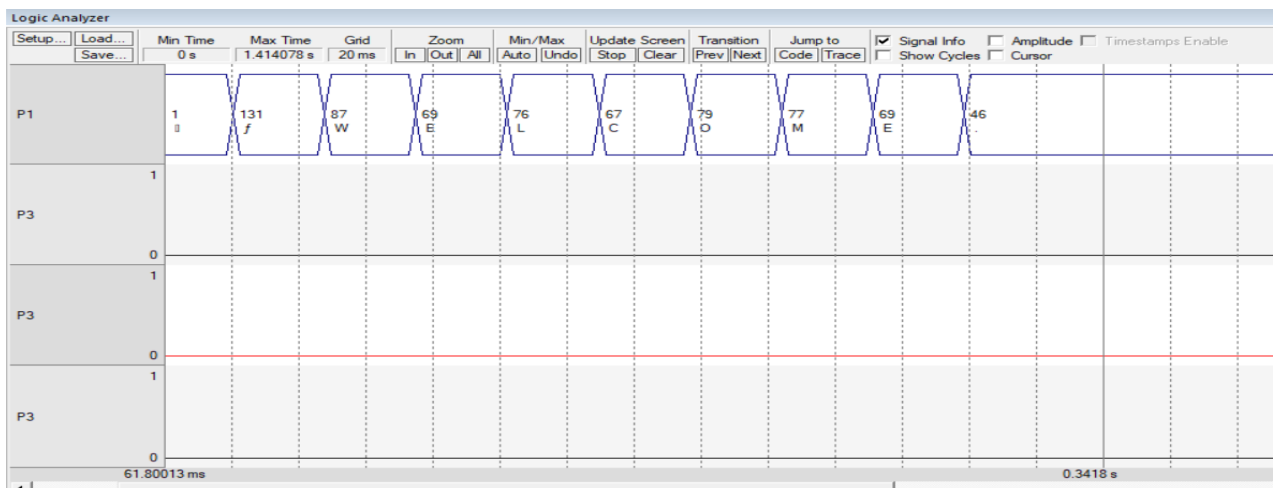 Logic Analyzer
Setup... Load... Min Time Max Time Grid Zoom Min/Max Update Screen Transition Jump to Signal Info Amplitude Timestamps Enable
Save... 0 s 1.414078 s 20 ms In Out All Auto Undo Stop Clear Prev Next Code Trace Show Cycles Cursor
P1 1 131 87 69 76 67 79 77 69 46
ƒ W E L C O M E
1
P3
0
1
P3
0
1
P3
0
61.80013 ms 0.3418 s